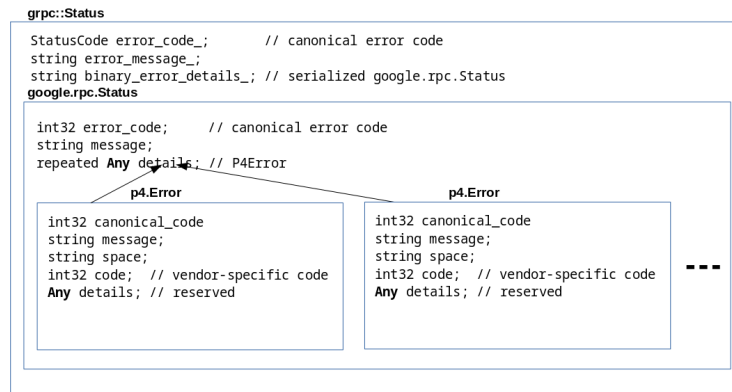 grpc::Status
StatusCode error_code_; // canonical error code
string error_message_;
string binary_error_details_; // serialized google.rpc.Status
google.rpc.Status
int32 error_code; // canonical error code
string message;
repeated Any details; // P4Error
p4.Error
int32 canonical_code
string message;
string space;
int32 code; // vendor-specific code
Any details; // reserved
p4.Error
int32 canonical_code
string message;
string space;
int32 code; // vendor-specific code
Any details; // reserved
---